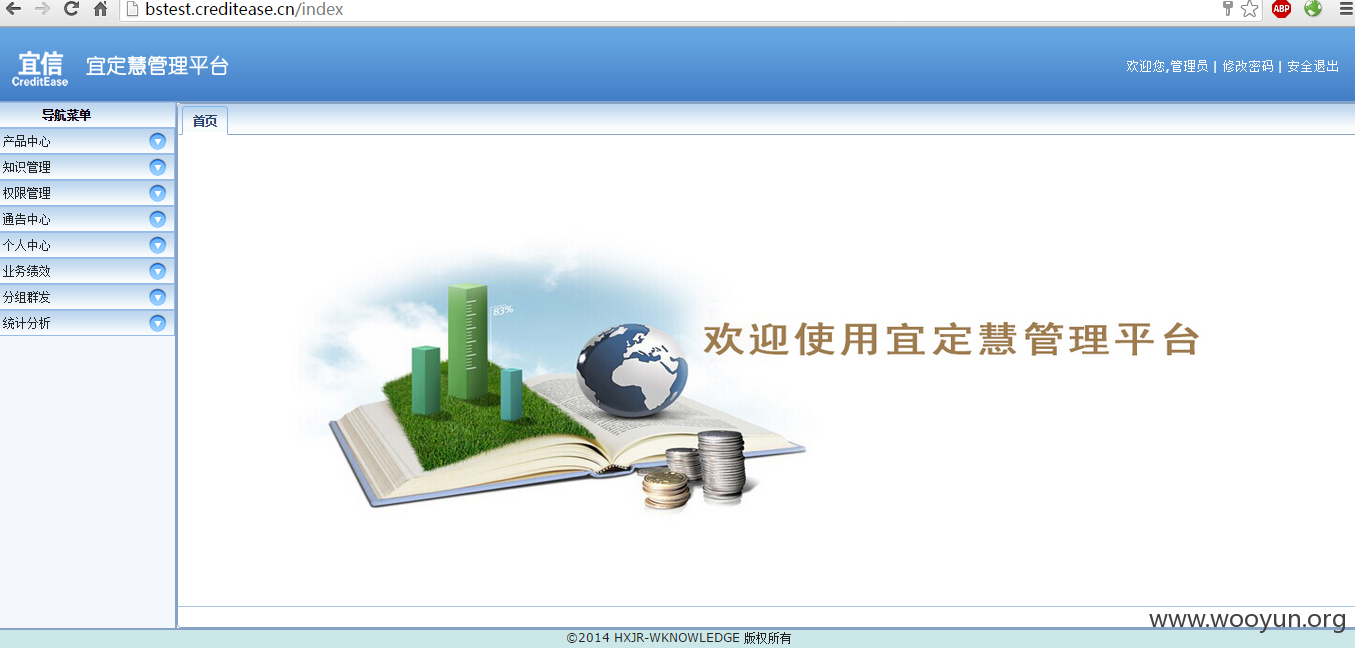 bstest.creditease.cn/index
ABP
宜信
CreditEase
宜定慧管理平台
欢迎您,管理员 | 修改密码 | 安全退出
导航菜单
首页
产品中心
知识管理
权限管理
通告中心
个人中心
业务绩效
分组群发
统计分析
83%
欢迎使用宜定慧管理平台
www.wooyun.org
©2014 HXJR-WKNOWLEDGE 版权所有